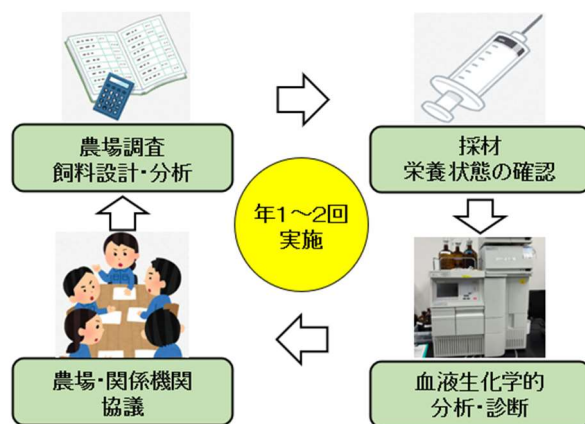 農場調査
飼料設計・分析
採材
栄養状態の確認
年1～2回
実施
農場・関係機関
協議
血液生化学的
分析・診断